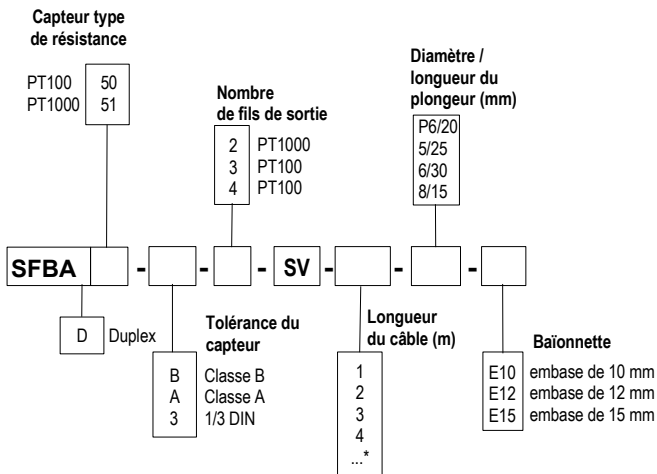 Capteur type
de résistance
PT100 50
PT1000 51
Nombre
de fils de sortie
2 PT1000
3 PT100
4 PT100
Diamètre /
longueur du
plongeur (mm)
P6/20
5/25
6/30
8/15
SFBA - - - SV - - -
D Duplex
Tolérance du
capteur
B Classe B
A Classe A
3 1/3 DIN
Longueur
du câble (m)
1
2
3
4
...*
Baïonnette
E10 embase de 10 mm
E12 embase de 12 mm
E15 embase de 15 mm